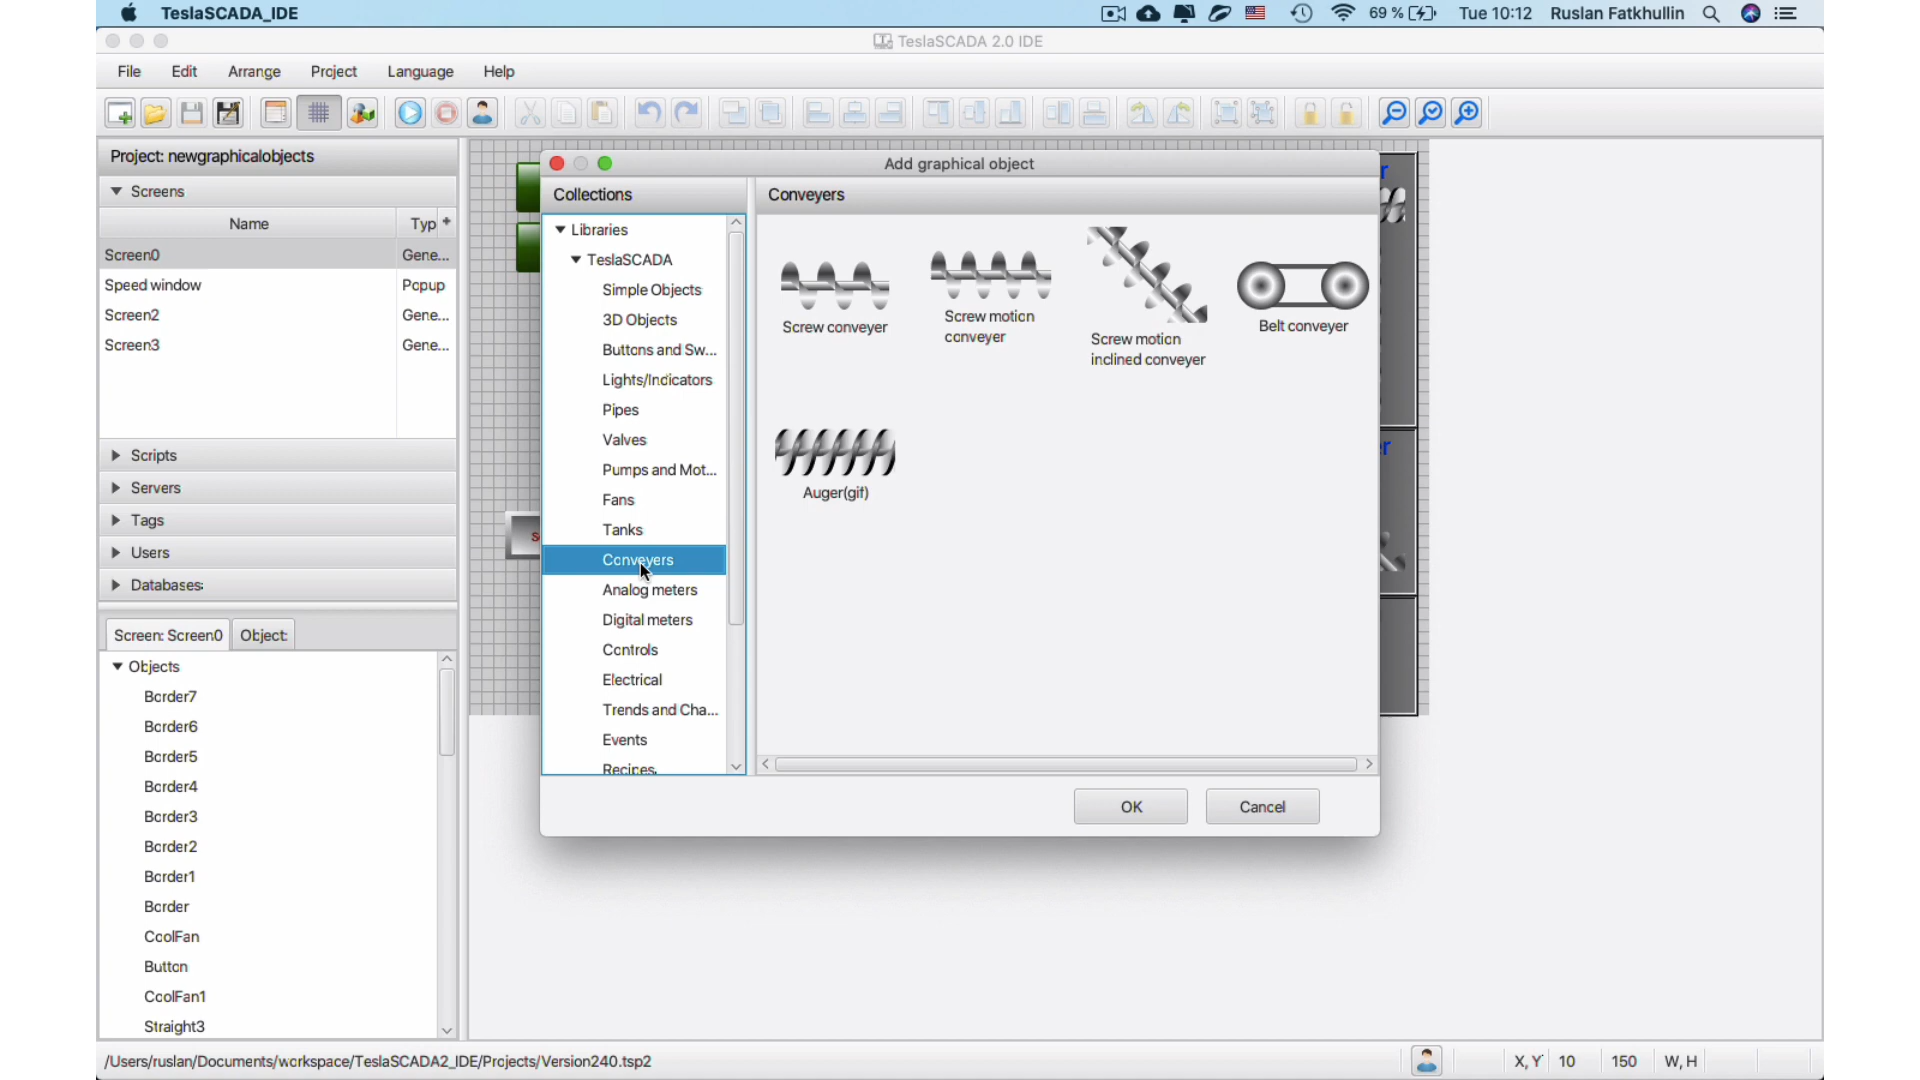 TeslaSCADA_IDE
69 %
Tue 10:12
Ruslan Fatkhullin
TeslaSCADA 2.0 IDE
File Edit Arrange Project Language Help
Project: newgraphicalobjects
Screens
Name
Typ
+
Screen0 Gene...
Speed window Popup
Screen2 Gene...
Screen3 Gene...
Scripts
Servers
Tags
Users
Databases
Screen: Screen0
Object:
Objects
Border7
Border6
Border5
Border4
Border3
Border2
Border1
Border
CoolFan
Button
CoolFan1
Straight3
Add graphical object
Collections
Libraries
TeslaSCADA
Simple Objects
3D Objects
Buttons and Sw...
Lights/Indicators
Pipes
Valves
Pumps and Mot...
Fans
Tanks
Conveyers
Analog meters
Digital meters
Controls
Electrical
Trends and Cha...
Events
Recipes
Conveyers
Screw conveyer
Screw motion
conveyer
Screw motion
inclined conveyer
Belt conveyer
Auger(gif)
OK
Cancel
/Users/ruslan/Documents/workspace/TeslaSCADA2_IDE/Projects/Version240.tsp2
X, Y 10 150 W, H